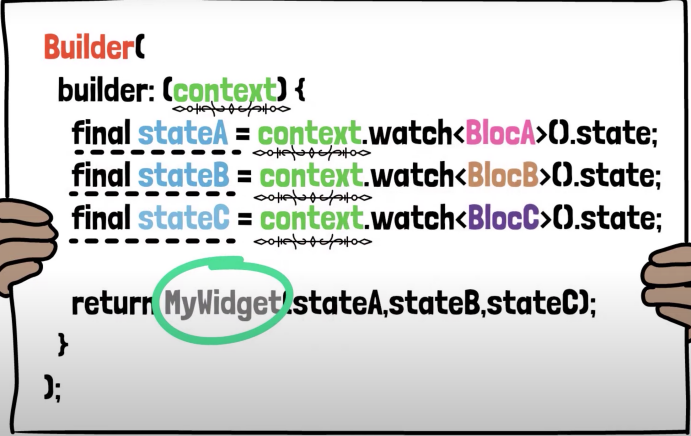 Builder(
builder: (context) {
final stateA = context.watch<BlocA>().state;
final stateB = context.watch<BlocB>().state;
final stateC = context.watch<BlocC>().state;
return MyWidget(stateA,stateB,stateC);
}
);